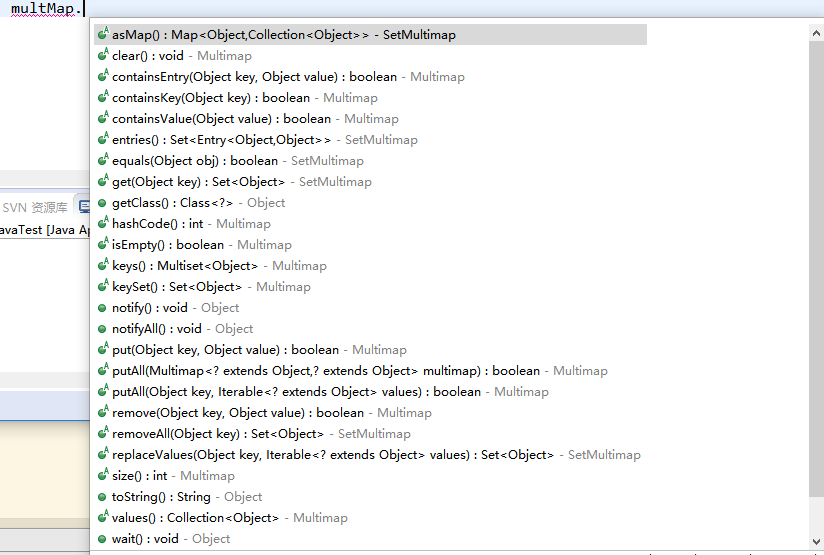 multMap.
asMap() : Map<Object,Collection<Object>> - SetMultimap
clear() : void - Multimap
containsEntry(Object key, Object value) : boolean - Multimap
containsKey(Object key) : boolean - Multimap
containsValue(Object value) : boolean - Multimap
entries() : Set<Entry<Object,Object>> - SetMultimap
equals(Object obj) : boolean - SetMultimap
get(Object key) : Set<Object> - SetMultimap
SVN 资源库
getClass() : Class<?> - Object
avaTest [Java Ap
hashCode() : int - Multimap
isEmpty() : boolean - Multimap
keys() : Multiset<Object> - Multimap
keySet() : Set<Object> - Multimap
notify() : void - Object
notifyAll() : void - Object
put(Object key, Object value) : boolean - Multimap
putAll(Multimap<? extends Object,? extends Object> multimap) : boolean - Multimap
putAll(Object key, Iterable<? extends Object> values) : boolean - Multimap
remove(Object key, Object value) : boolean - Multimap
removeAll(Object key) : Set<Object> - SetMultimap
replaceValues(Object key, Iterable<? extends Object> values) : Set<Object> - SetMultimap
size() : int - Multimap
toString() : String - Object
values() : Collection<Object> - Multimap
wait() : void - Object